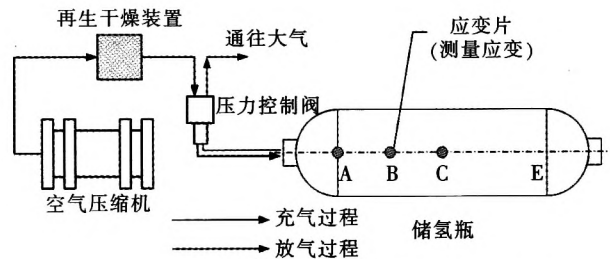 再生干燥装置
通往大气
应变片
(测量应变)
压力控制阀
A
B
C
E
空气压缩机
储氢瓶
充气过程
放气过程